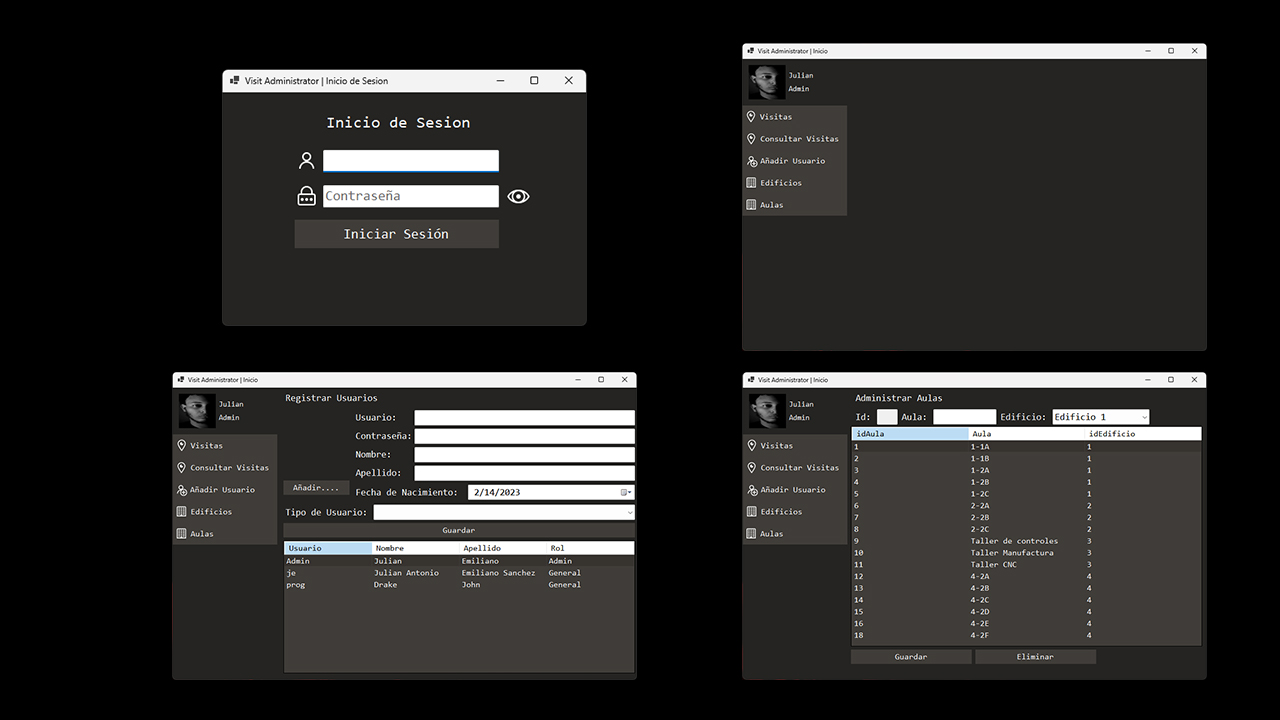 Visit Administrator | Inicio de Sesion
Inicio de Sesion
Contraseña
Iniciar Sesión
Visit Administrator | Inicio
Julian
Admin
Visitas
Consultar Visitas
Añadir Usuario
Edificios
Aulas
Visit Administrator | Inicio
Julian
Admin
Visitas
Consultar Visitas
Añadir Usuario
Edificios
Aulas
Registrar Usuarios
Usuario:
Contraseña:
Nombre:
Apellido:
Añadir....
Fecha de Nacimiento: 2/14/2023
Tipo de Usuario:
Guardar
Usuario Nombre Apellido Rol
Admin Julian Emiliano Admin
je Julian Antonio Emiliano Sanchez General
prog Drake John General
Visit Administrator | Inicio
Julian
Admin
Visitas
Consultar Visitas
Añadir Usuario
Edificios
Aulas
Administrar Aulas
Id: Aula: Edificio: Edificio 1
idAula Aula idEdificio
1 1-1A 1
2 1-1B 1
3 1-2A 1
4 1-2B 1
5 1-2C 1
6 2-2A 2
7 2-2B 2
8 2-2C 2
9 Taller de controles 3
10 Taller Manufactura 3
11 Taller CNC 3
12 4-2A 4
13 4-2B 4
14 4-2C 4
15 4-2D 4
16 4-2E 4
18 4-2F 4
Guardar Eliminar